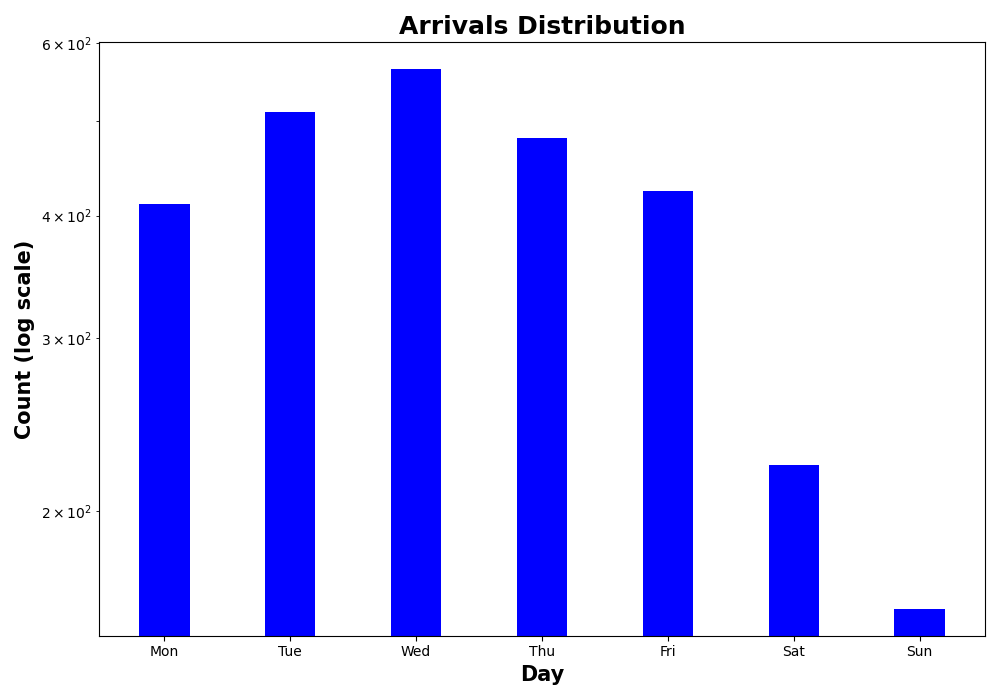 Arrivals Distribution
6 × 10²
4 × 10²
3 × 10²
2 × 10²
Count (log scale)
Mon Tue Wed Thu Fri Sat Sun
Day